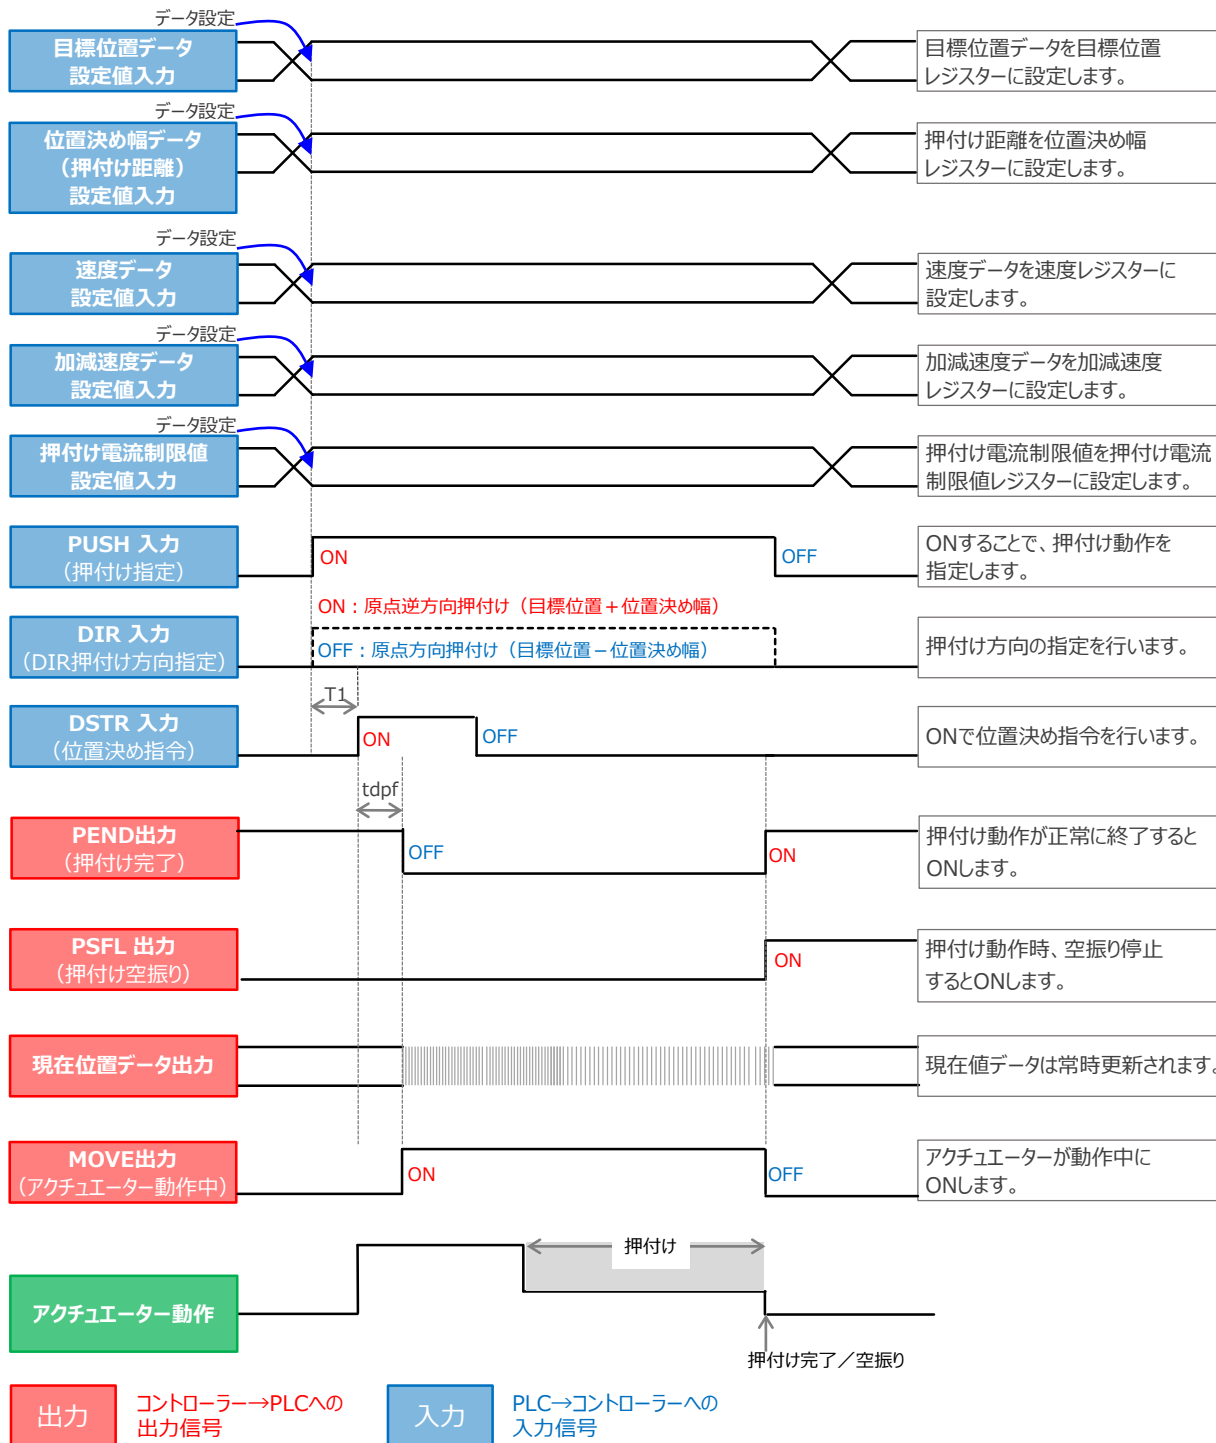 データ設定
目標位置データ
設定値入力
目標位置データを目標位置
レジスターに設定します。
データ設定
位置決め幅データ
（押付け距離）
設定値入力
押付け距離を位置決め幅
レジスターに設定します。
データ設定
速度データ
設定値入力
速度データを速度レジスターに
設定します。
データ設定
加減速度データ
設定値入力
加減速度データを加減速度
レジスターに設定します。
データ設定
押付け電流制限値
設定値入力
押付け電流制限値を押付け電流
制限値レジスターに設定します。
PUSH 入力
（押付け指定）
ON
OFF
ONすることで、押付け動作を
指定します。
ON：原点逆方向押付け（目標位置＋位置決め幅）
DIR 入力
（DIR押付け方向指定）
OFF：原点方向押付け（目標位置－位置決め幅）
押付け方向の指定を行います。
T1
DSTR 入力
（位置決め指令）
ON
OFF
ONで位置決め指令を行います。
tdpf
PEND出力
（押付け完了）
OFF
ON
押付け動作が正常に終了すると
ONします。
PSFL 出力
（押付け空振り）
ON
押付け動作時、空振り停止
するとONします。
現在位置データ出力
現在値データは常時更新されます。
MOVE出力
（アクチュエーター動作中）
ON
OFF
アクチュエーターが動作中に
ONします。
押付け
アクチュエーター動作
押付け完了／空振り
出力
コントローラー→PLCへの
出力信号
入力
PLC→コントローラーへの
入力信号